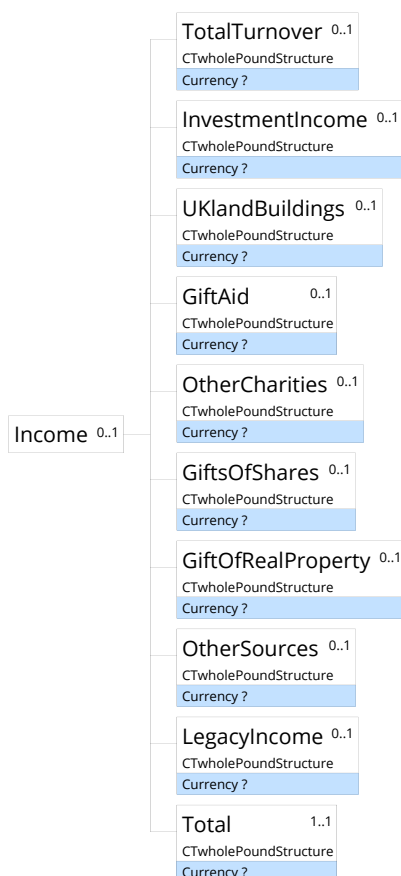 TotalTurnover 0..1
CTwholePoundStructure
Currency ?
InvestmentIncome 0..1
CTwholePoundStructure
Currency ?
UKlandBuildings 0..1
CTwholePoundStructure
Currency ?
GiftAid 0..1
CTwholePoundStructure
Currency ?
OtherCharities 0..1
CTwholePoundStructure
Currency ?
Income 0..1
GiftsOfShares 0..1
CTwholePoundStructure
Currency ?
GiftOfRealProperty 0..1
CTwholePoundStructure
Currency ?
OtherSources 0..1
CTwholePoundStructure
Currency ?
LegacyIncome 0..1
CTwholePoundStructure
Currency ?
Total 1..1
CTwholePoundStructure
Currency ?